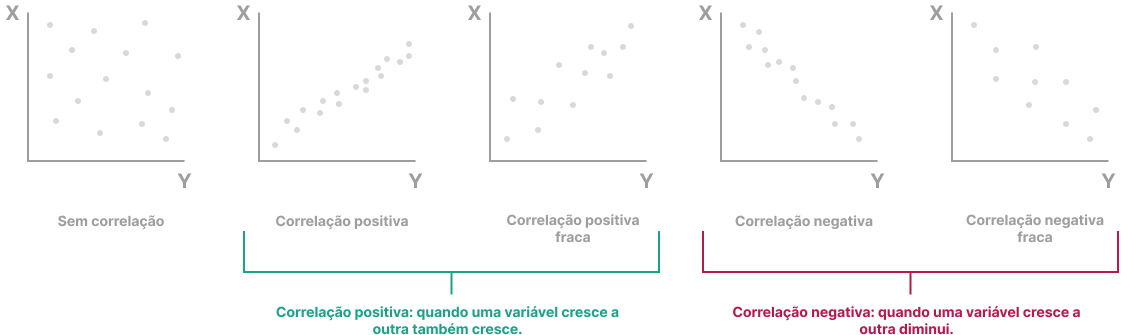 X
X
X
X
X
Y
Y
Y
Y
Y
Sem correlação
Correlação positiva
Correlação positiva
fraca
Correlação negativa
Correlação negativa
fraca
Correlação positiva: quando uma variável cresce a
outra também cresce.
Correlação negativa: quando uma variável cresce a
outra diminui.